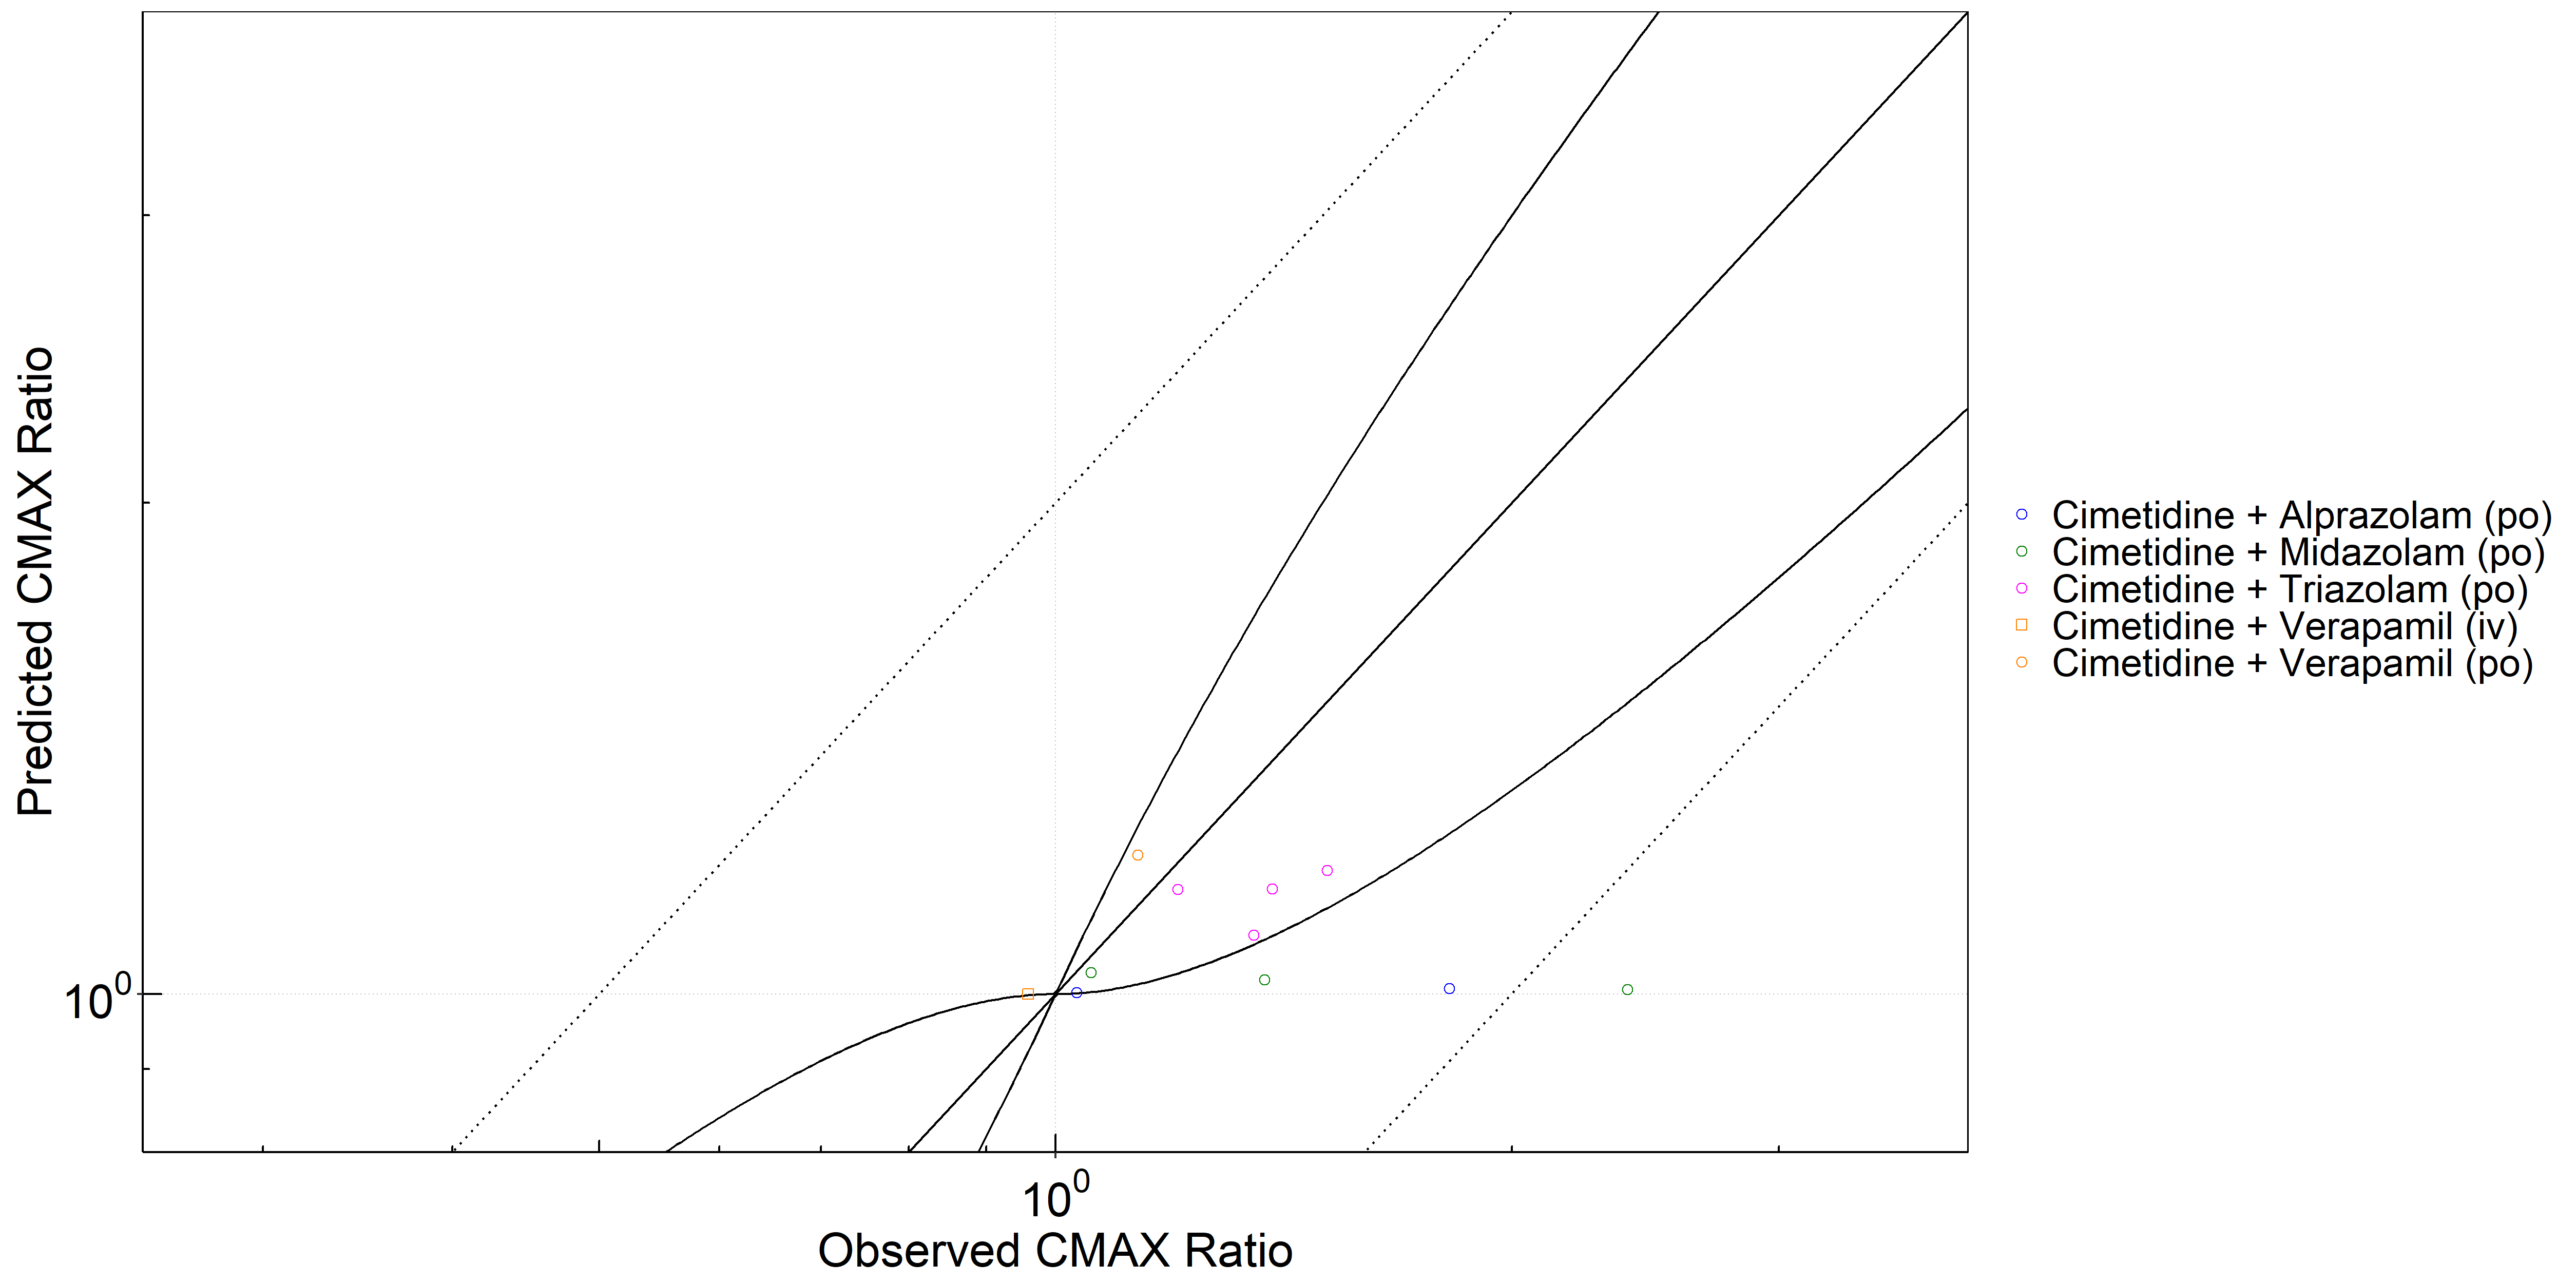 Predicted CMAX Ratio
10⁰
10⁰
Observed CMAX Ratio
Cimetidine + Alprazolam (po)
Cimetidine + Midazolam (po)
Cimetidine + Triazolam (po)
Cimetidine + Verapamil (iv)
Cimetidine + Verapamil (po)